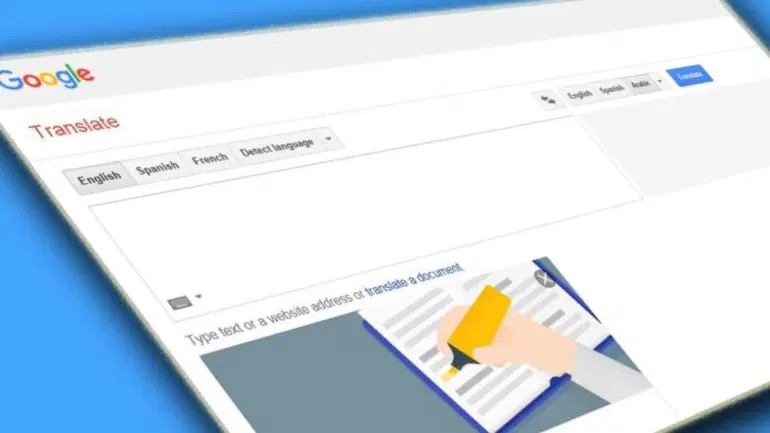 Google
Translate
English Spanish French Detect language
English Spanish Arabic Translate
Type text or a website address or translate a document.